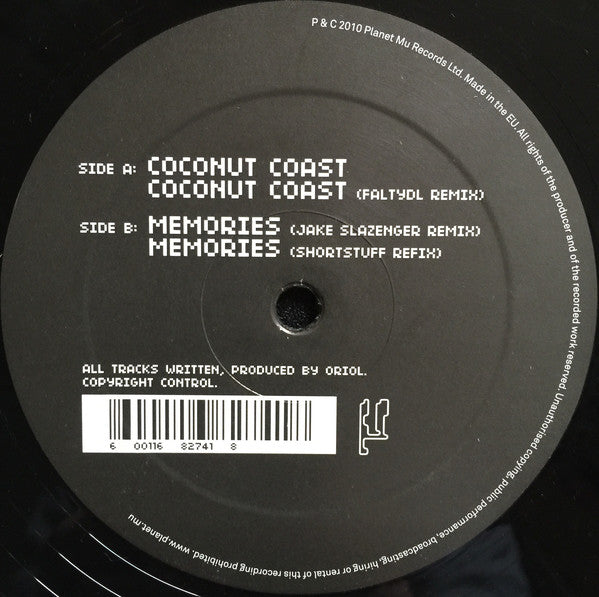 P & C 2010 Planet Mu Records Ltd. Made in the EU. All rights of the producer and of the recorded work reserved. Unauthorised copying, public performance, broadcasting, hiring or rental of this recording prohibited. www.planet.mu
SIDE A: COCONUT COAST
COCONUT COAST (FALTYDL REMIX)
SIDE B: MEMORIES (JAKE SLAZENGER REMIX)
MEMORIES (SHORTSTUFF REFIX)
ALL TRACKS WRITTEN, PRODUCED BY ORIOL.
COPYRIGHT CONTROL.
6 00116 82741 8